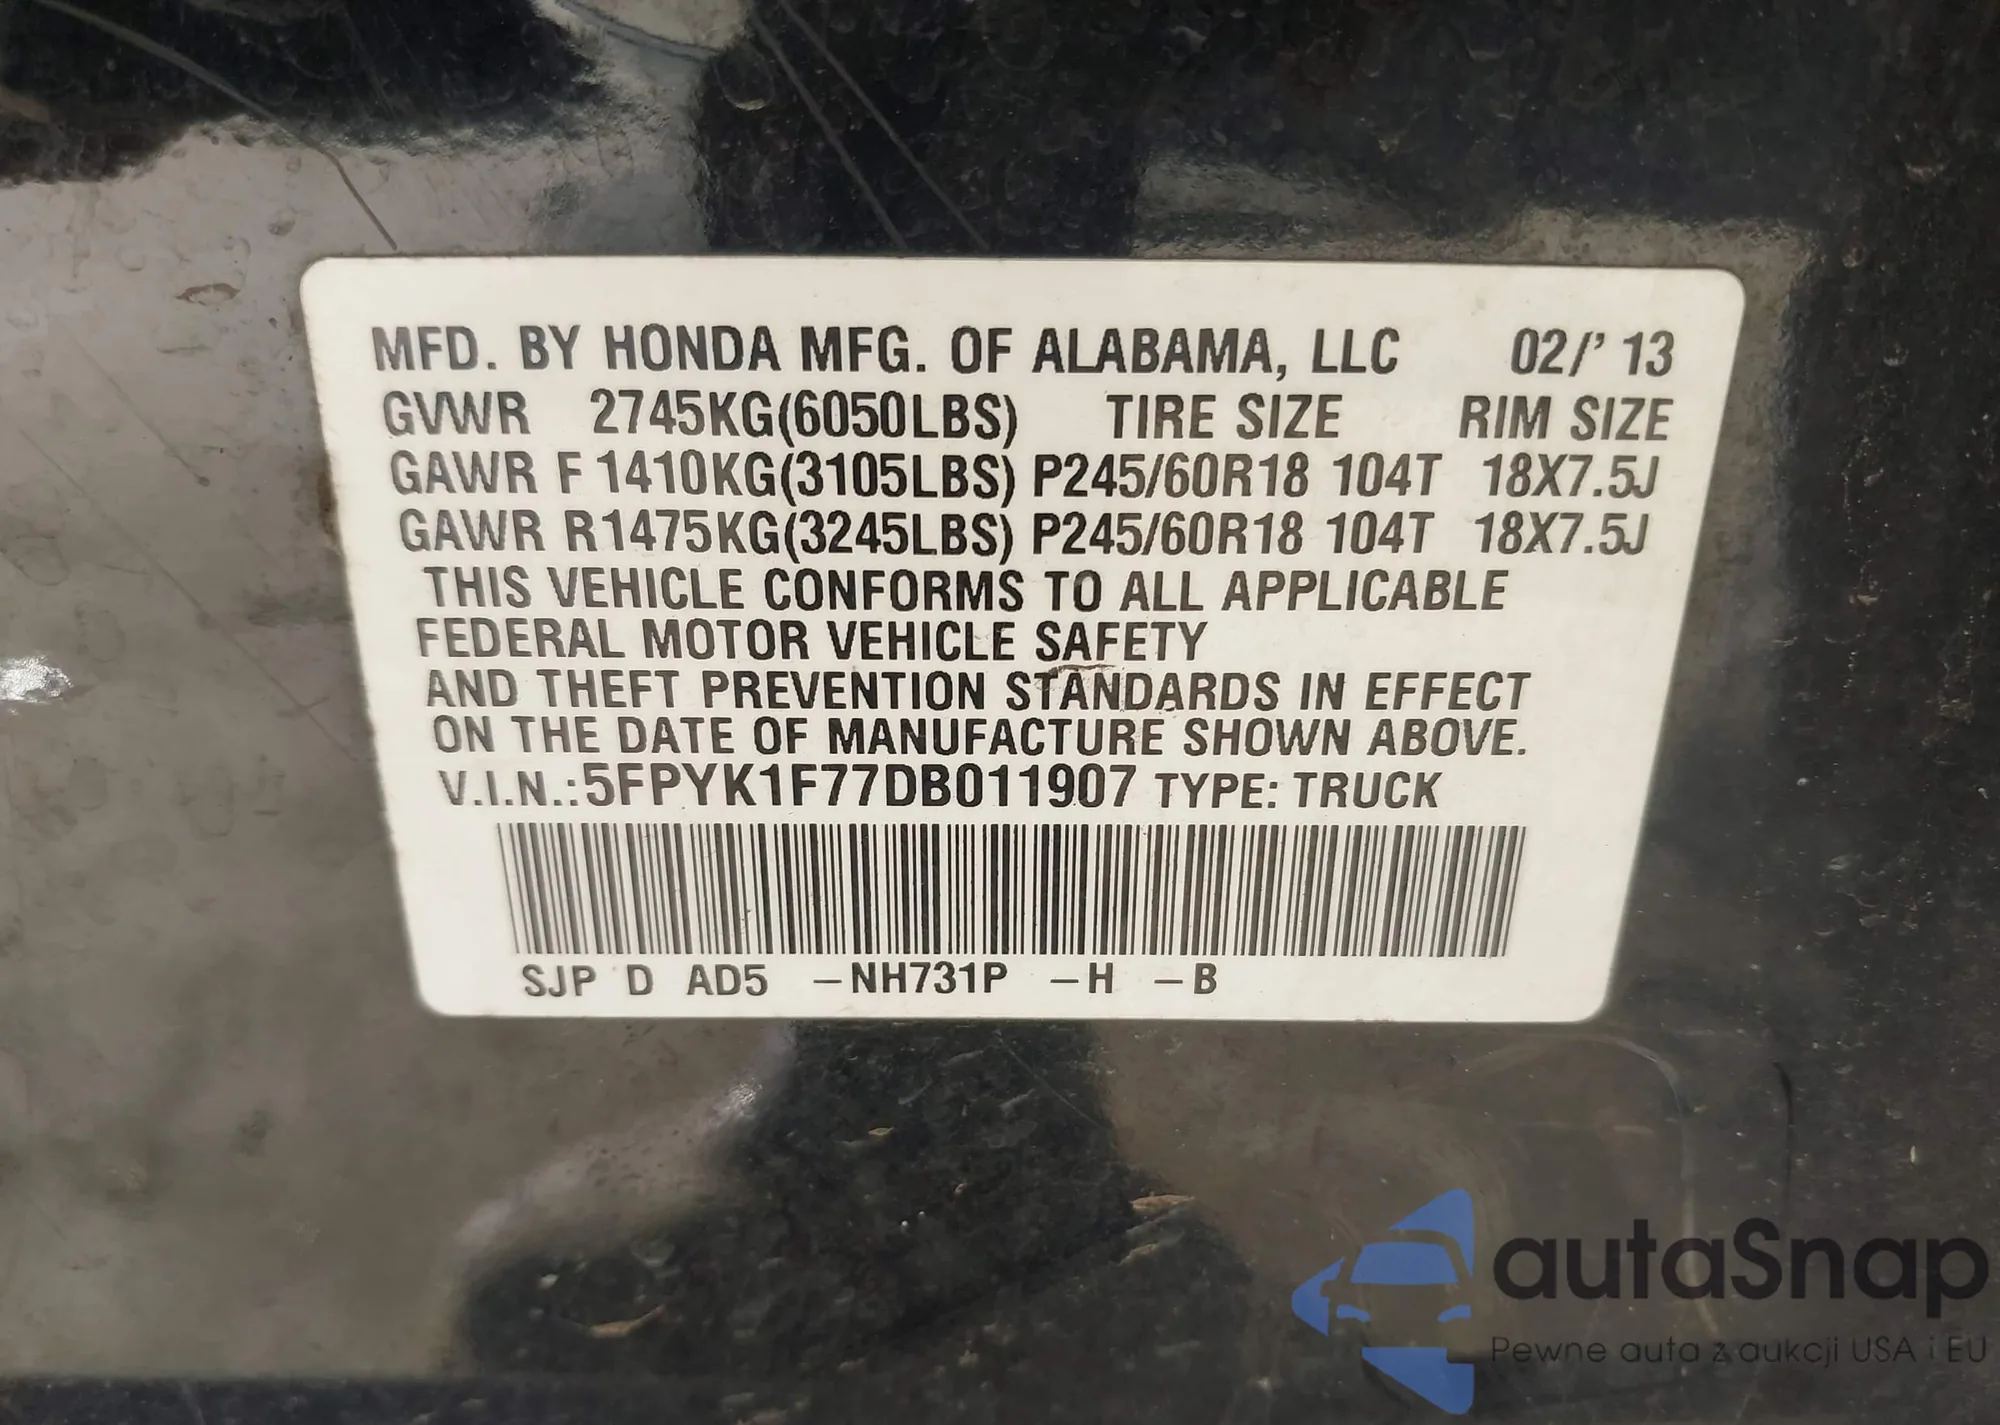 MFD. BY HONDA MFG. OF ALABAMA, LLC 02/' 13
GVWR 2745KG(6050LBS) TIRE SIZE RIM SIZE
GAWR F 1410KG(3105LBS) P245/60R18 104T 18X7.5J
GAWR R1475KG(3245LBS) P245/60R18 104T 18X7.5J
THIS VEHICLE CONFORMS TO ALL APPLICABLE
FEDERAL MOTOR VEHICLE SAFETY
AND THEFT PREVENTION STANDARDS IN EFFECT
ON THE DATE OF MANUFACTURE SHOWN ABOVE.
V.I.N.:5FPYK1F77DB011907 TYPE: TRUCK
SJP D AD5 –NH731P –H –B
autaSnap
Pewne auta z aukcji USA i EU